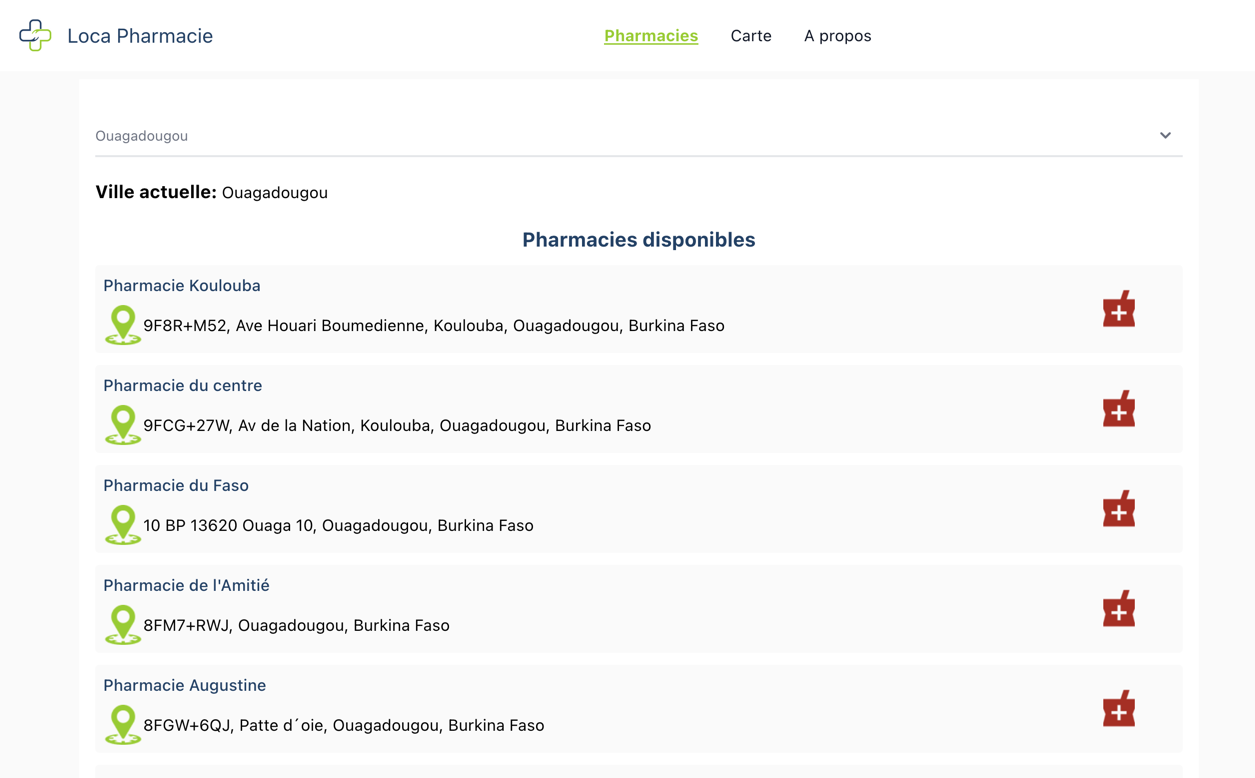 Loca Pharmacie
Pharmacies
Carte
A propos
Ouagadougou
Ville actuelle: Ouagadougou
Pharmacies disponibles
Pharmacie Koulouba
9F8R+M52, Ave Houari Boumedienne, Koulouba, Ouagadougou, Burkina Faso
Pharmacie du centre
9FCG+27W, Av de la Nation, Koulouba, Ouagadougou, Burkina Faso
Pharmacie du Faso
10 BP 13620 Ouaga 10, Ouagadougou, Burkina Faso
Pharmacie de l'Amitié
8FM7+RWJ, Ouagadougou, Burkina Faso
Pharmacie Augustine
8FGW+6QJ, Patte d´oie, Ouagadougou, Burkina Faso